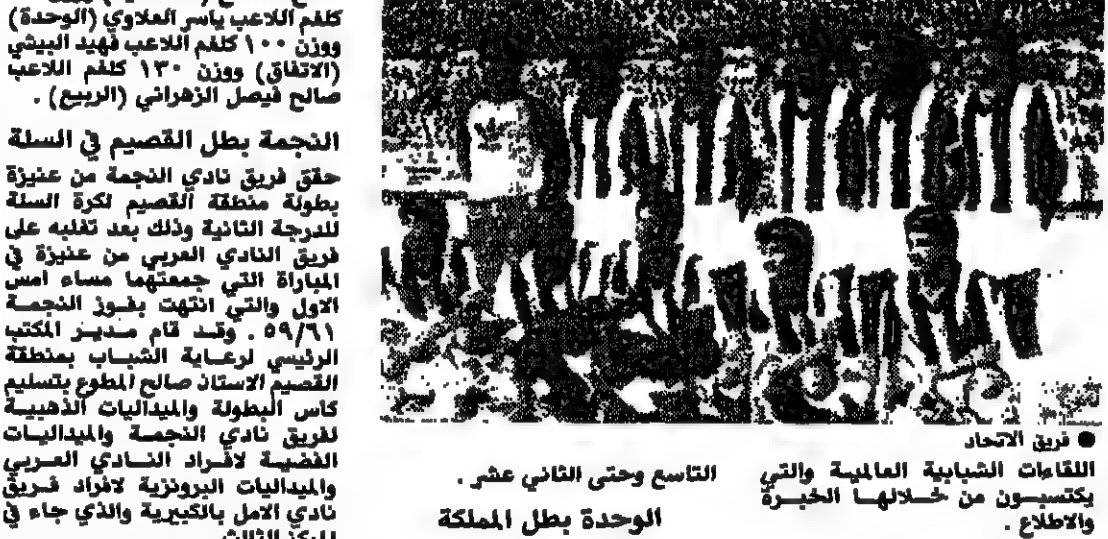 ● فريق الاتحاد
اللقاءات الشبابية العالمية والتي
يكتسبون من خلالها الخبرة
والاطلاع .
التاسع وحتى الثاني عشر .
الوحدة بطل المملكة
كلغم اللاعب ياسر العلاوي (الوحدة)
ووزن ١٠٠ كلغم اللاعب فهيد البيشي
(الاتفاق) ووزن ١٣٠ كلغم اللاعب
صالح فيصل الزهراني (الربيع) .
النجمة بطل القصيم في السلة
حقق فريق نادي النجمة من عنيزة
بطولة منطقة القصيم لكرة السلة
للدرجة الثانية وذلك بعد تغلبه على
فريق النادي العربي من عنيزة في
المباراة التي جمعتهما مساء امس
الاول والتي انتهت بفوز النجمة
٥٩/٦١ . وقد قام مدير المكتب
الرئيسي لرعاية الشباب بمنطقة
القصيم الاستاذ صالح المطوع بتسليم
كاس البطولة والميداليات الذهبية
لفريق نادي النجمة والميداليات
الفضية لافراد النادي العربي
والميداليات البرونزية لافراد فريق
نادي الامل بالكبيرية والذي جاء في
المركز الثالث